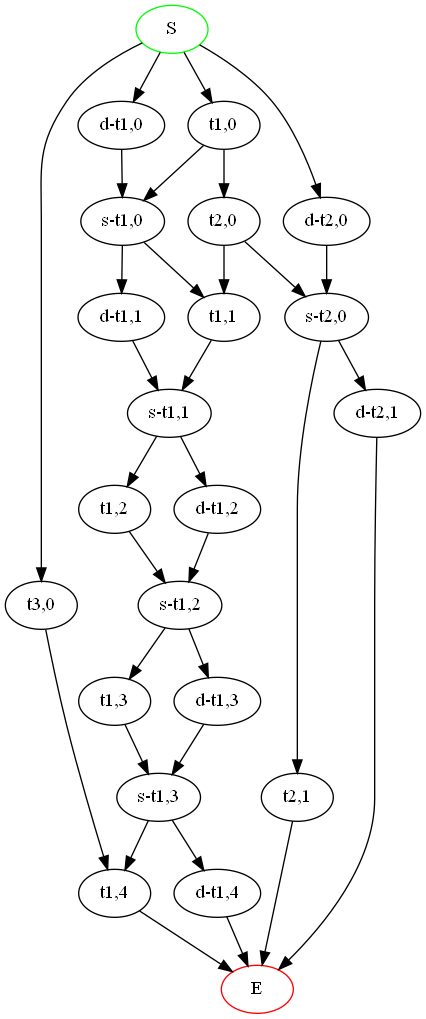 S
d-t1,0
t1,0
s-t1,0
t2,0
d-t2,0
d-t1,1
t1,1
s-t2,0
s-t1,1
d-t2,1
t1,2
d-t1,2
t3,0
s-t1,2
t1,3
d-t1,3
s-t1,3
t2,1
t1,4
d-t1,4
E